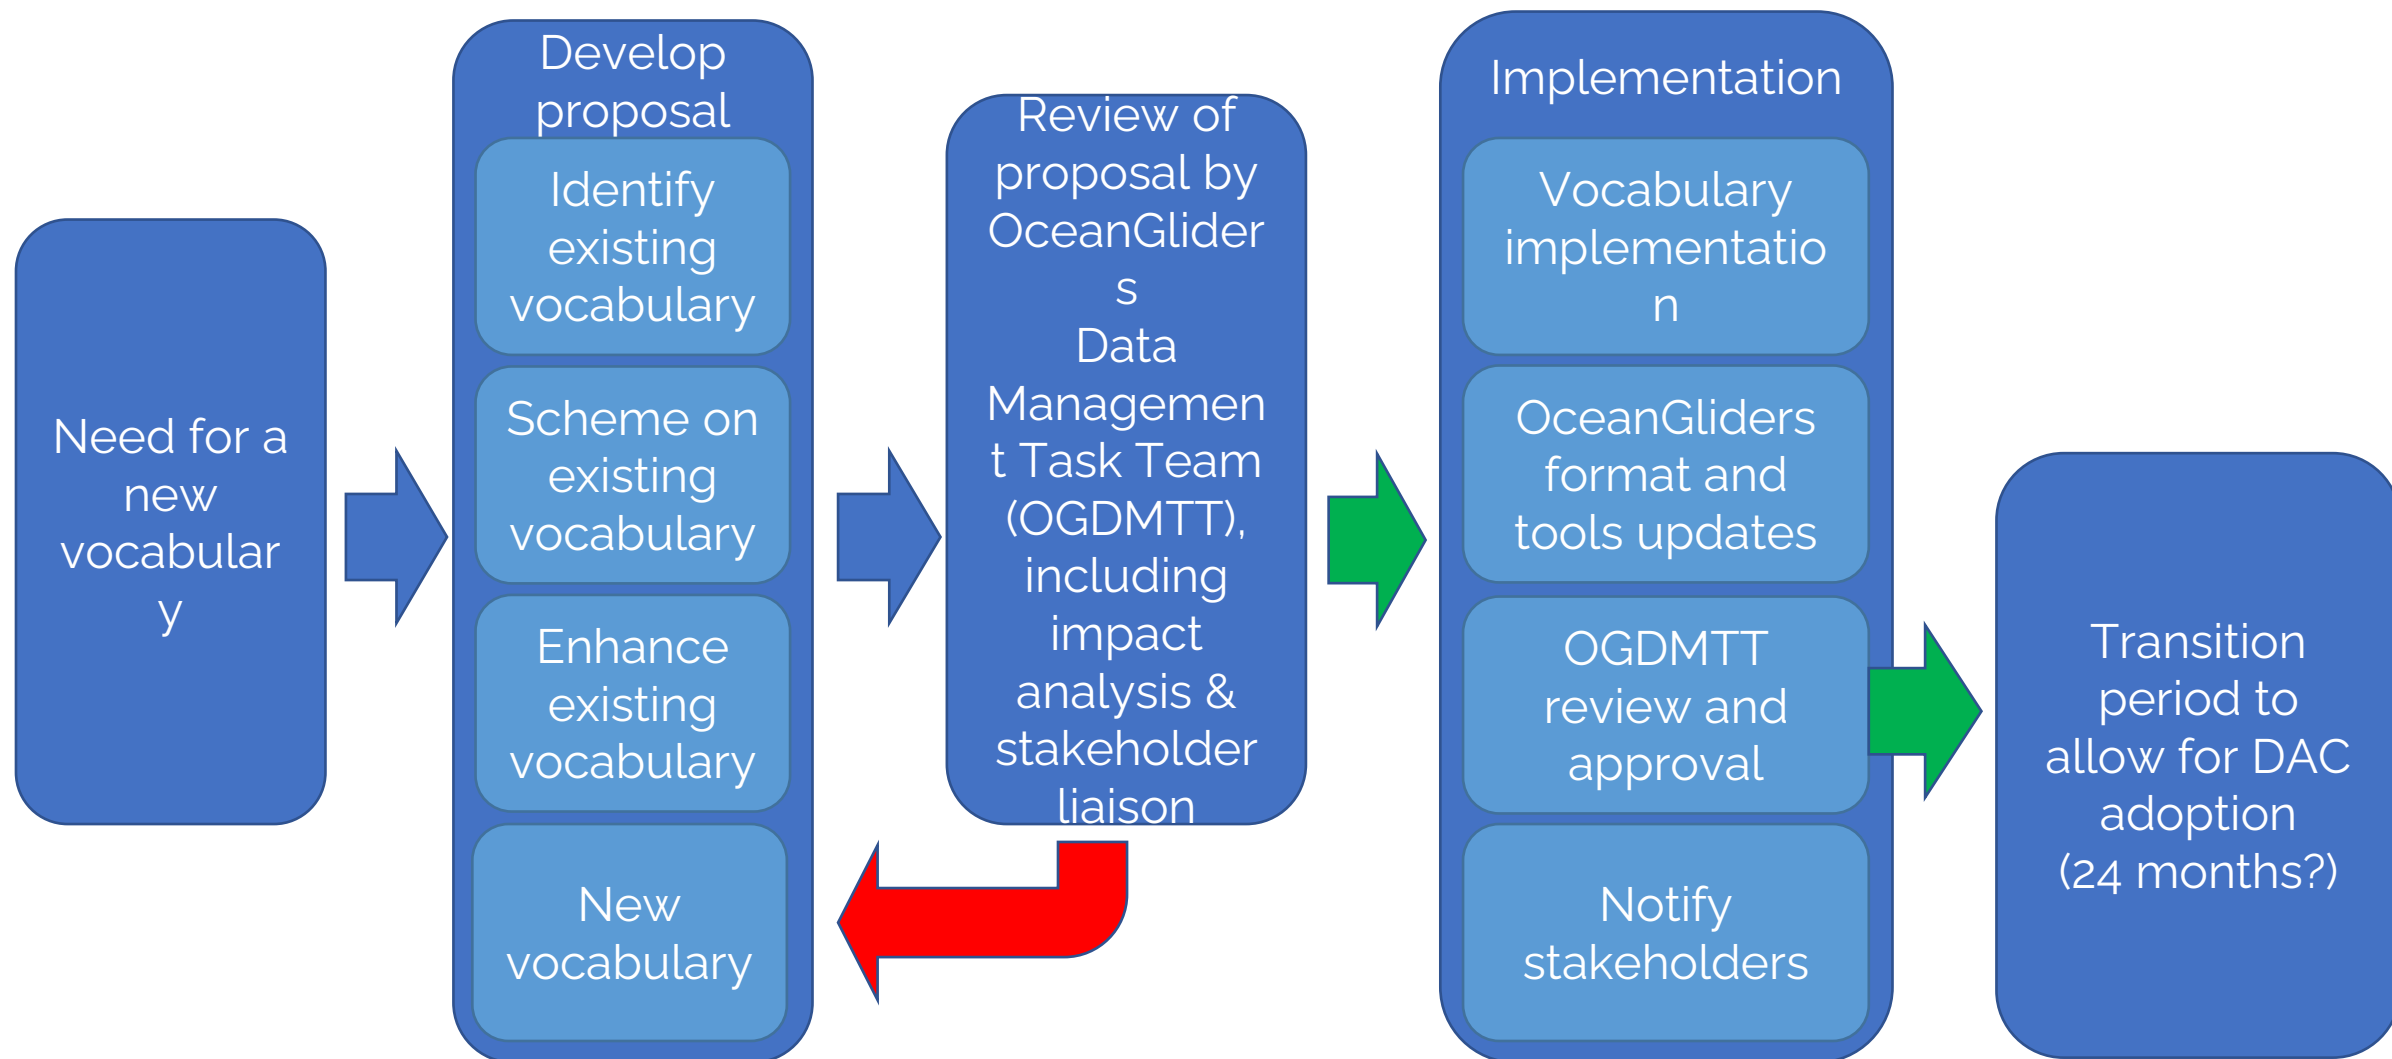 Need for a
new
vocabular
y
Develop
proposal
Identify
existing
vocabulary
Scheme on
existing
vocabulary
Enhance
existing
vocabulary
New
vocabulary
Review of
proposal by
OceanGlider
s
Data
Managemen
t Task Team
(OGDMTT),
including
impact
analysis &
stakeholder
liaison
Implementation
Vocabulary
implementatio
n
OceanGliders
format and
tools updates
OGDMTT
review and
approval
Notify
stakeholders
Transition
period to
allow for DAC
adoption
(24 months?)